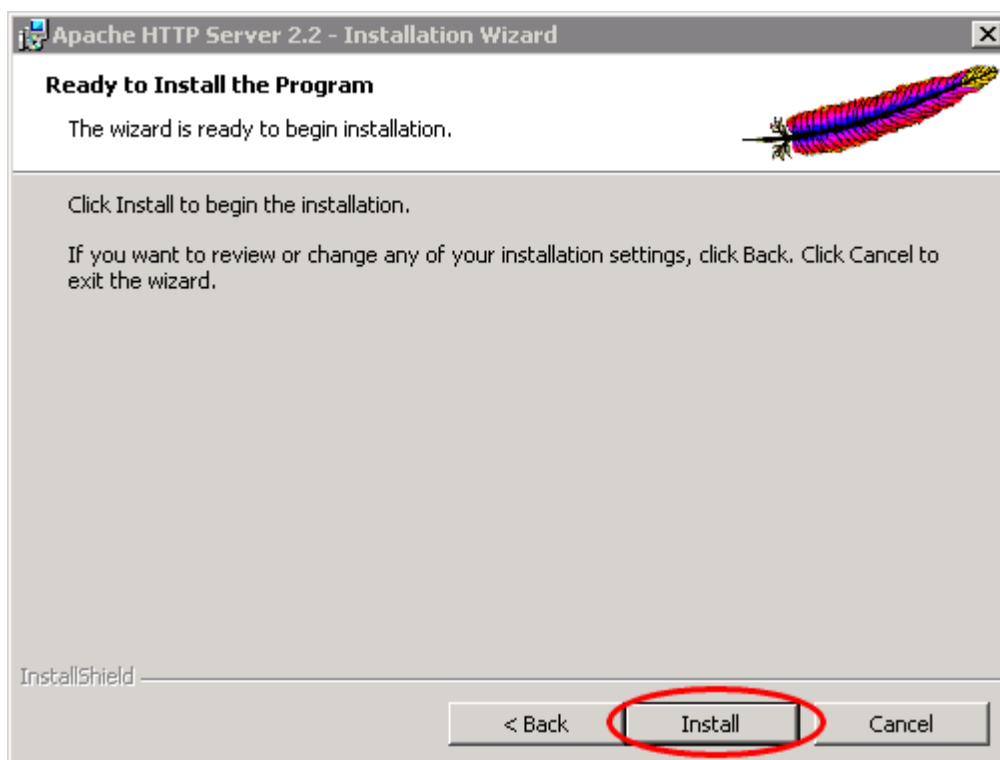 Apache HTTP Server 2.2 - Installation Wizard
Ready to Install the Program
The wizard is ready to begin installation.
Click Install to begin the installation.
If you want to review or change any of your installation settings, click Back. Click Cancel to
exit the wizard.
InstallShield
< Back Install Cancel